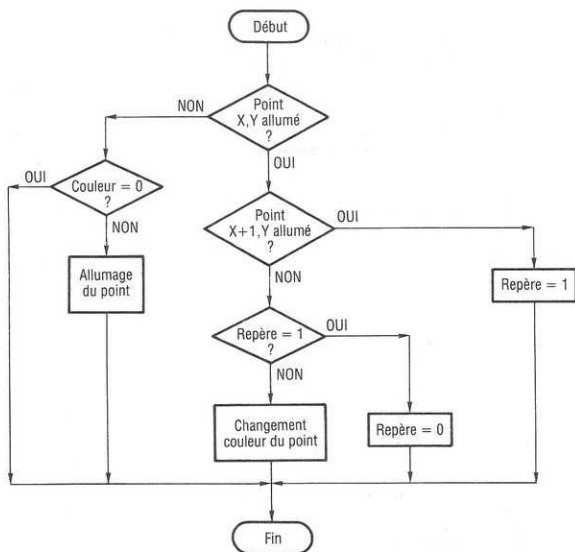 Début
NON
Point
X,Y allumé
?
OUI
OUI
Couleur = 0
?
NON
Point
X+1,Y allumé
?
OUI
NON
Allumage
du point
Repère = 1
Repère = 1
?
OUI
NON
Changement
couleur du point
Repère = 0
Fin